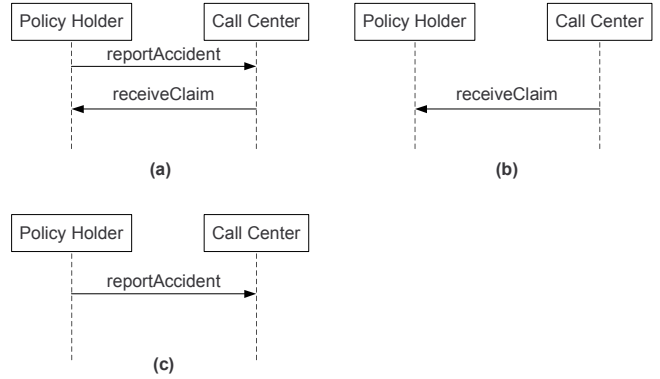 Policy Holder
Call Center
reportAccident
receiveClaim
(a)
Policy Holder
Call Center
receiveClaim
(b)
Policy Holder
Call Center
reportAccident
(c)